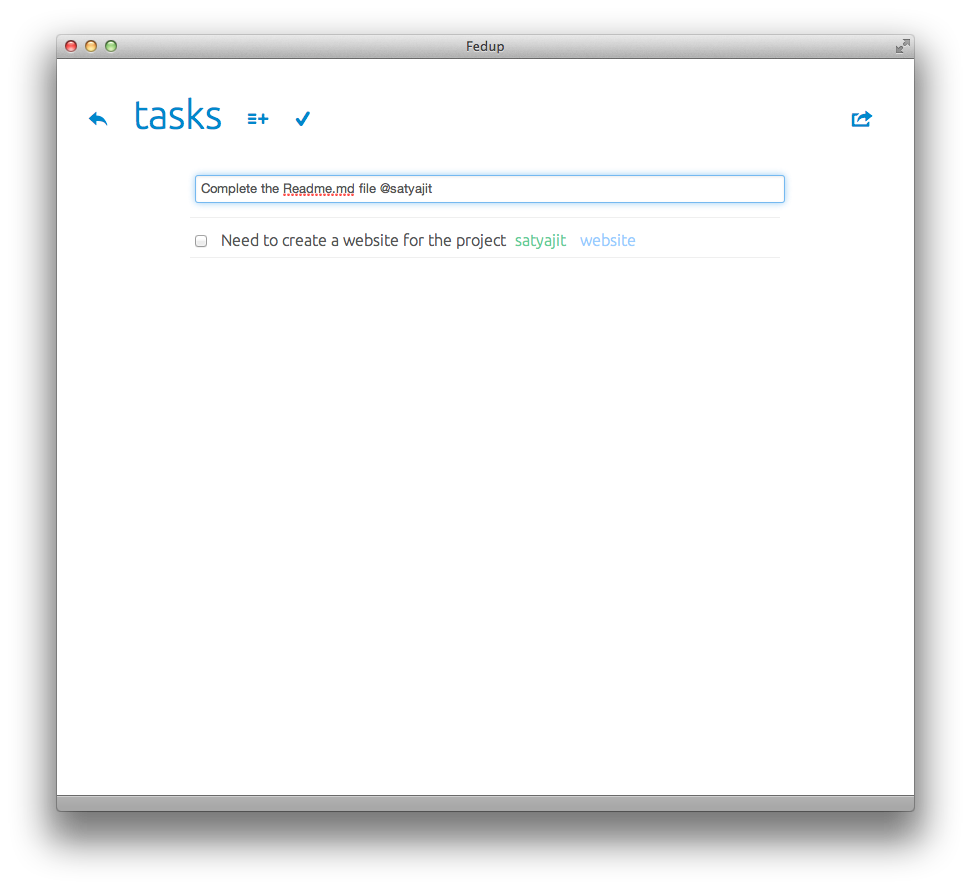 Fedup
tasks
Complete the Readme.md file @satyajit
Need to create a website for the project satyajit website